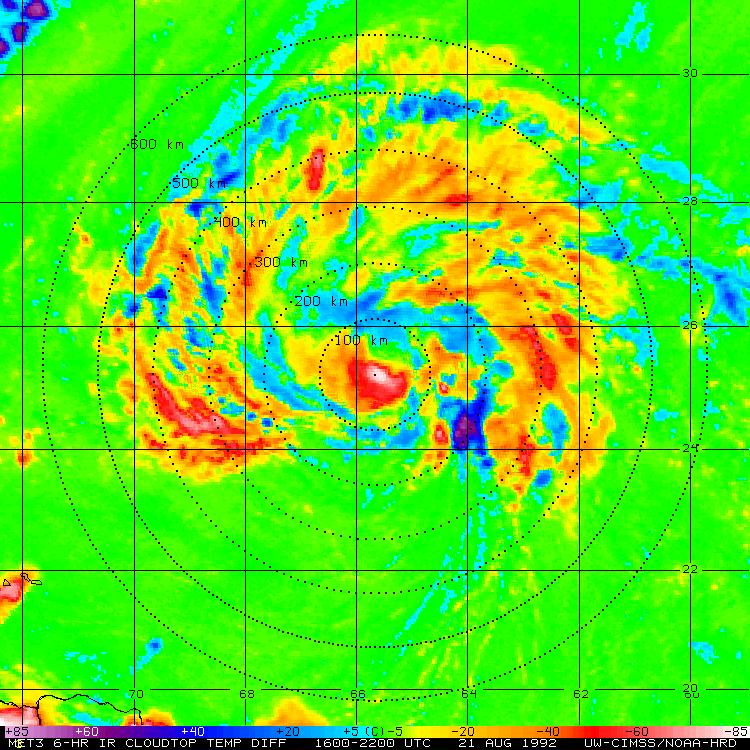 30
600 km
500 km
28
400 km
300 km
200 km
26
100 km
24
22
70 68 66 64 62 60 20
+85 +60 +40 +20 +5 (C) -5 -20 -40 -60 -85
MET3 6-HR IR CLOUDTOP TEMP DIFF 1600-2200 UTC 21 AUG 1992 UW-CIMSS/NOAA-HRD